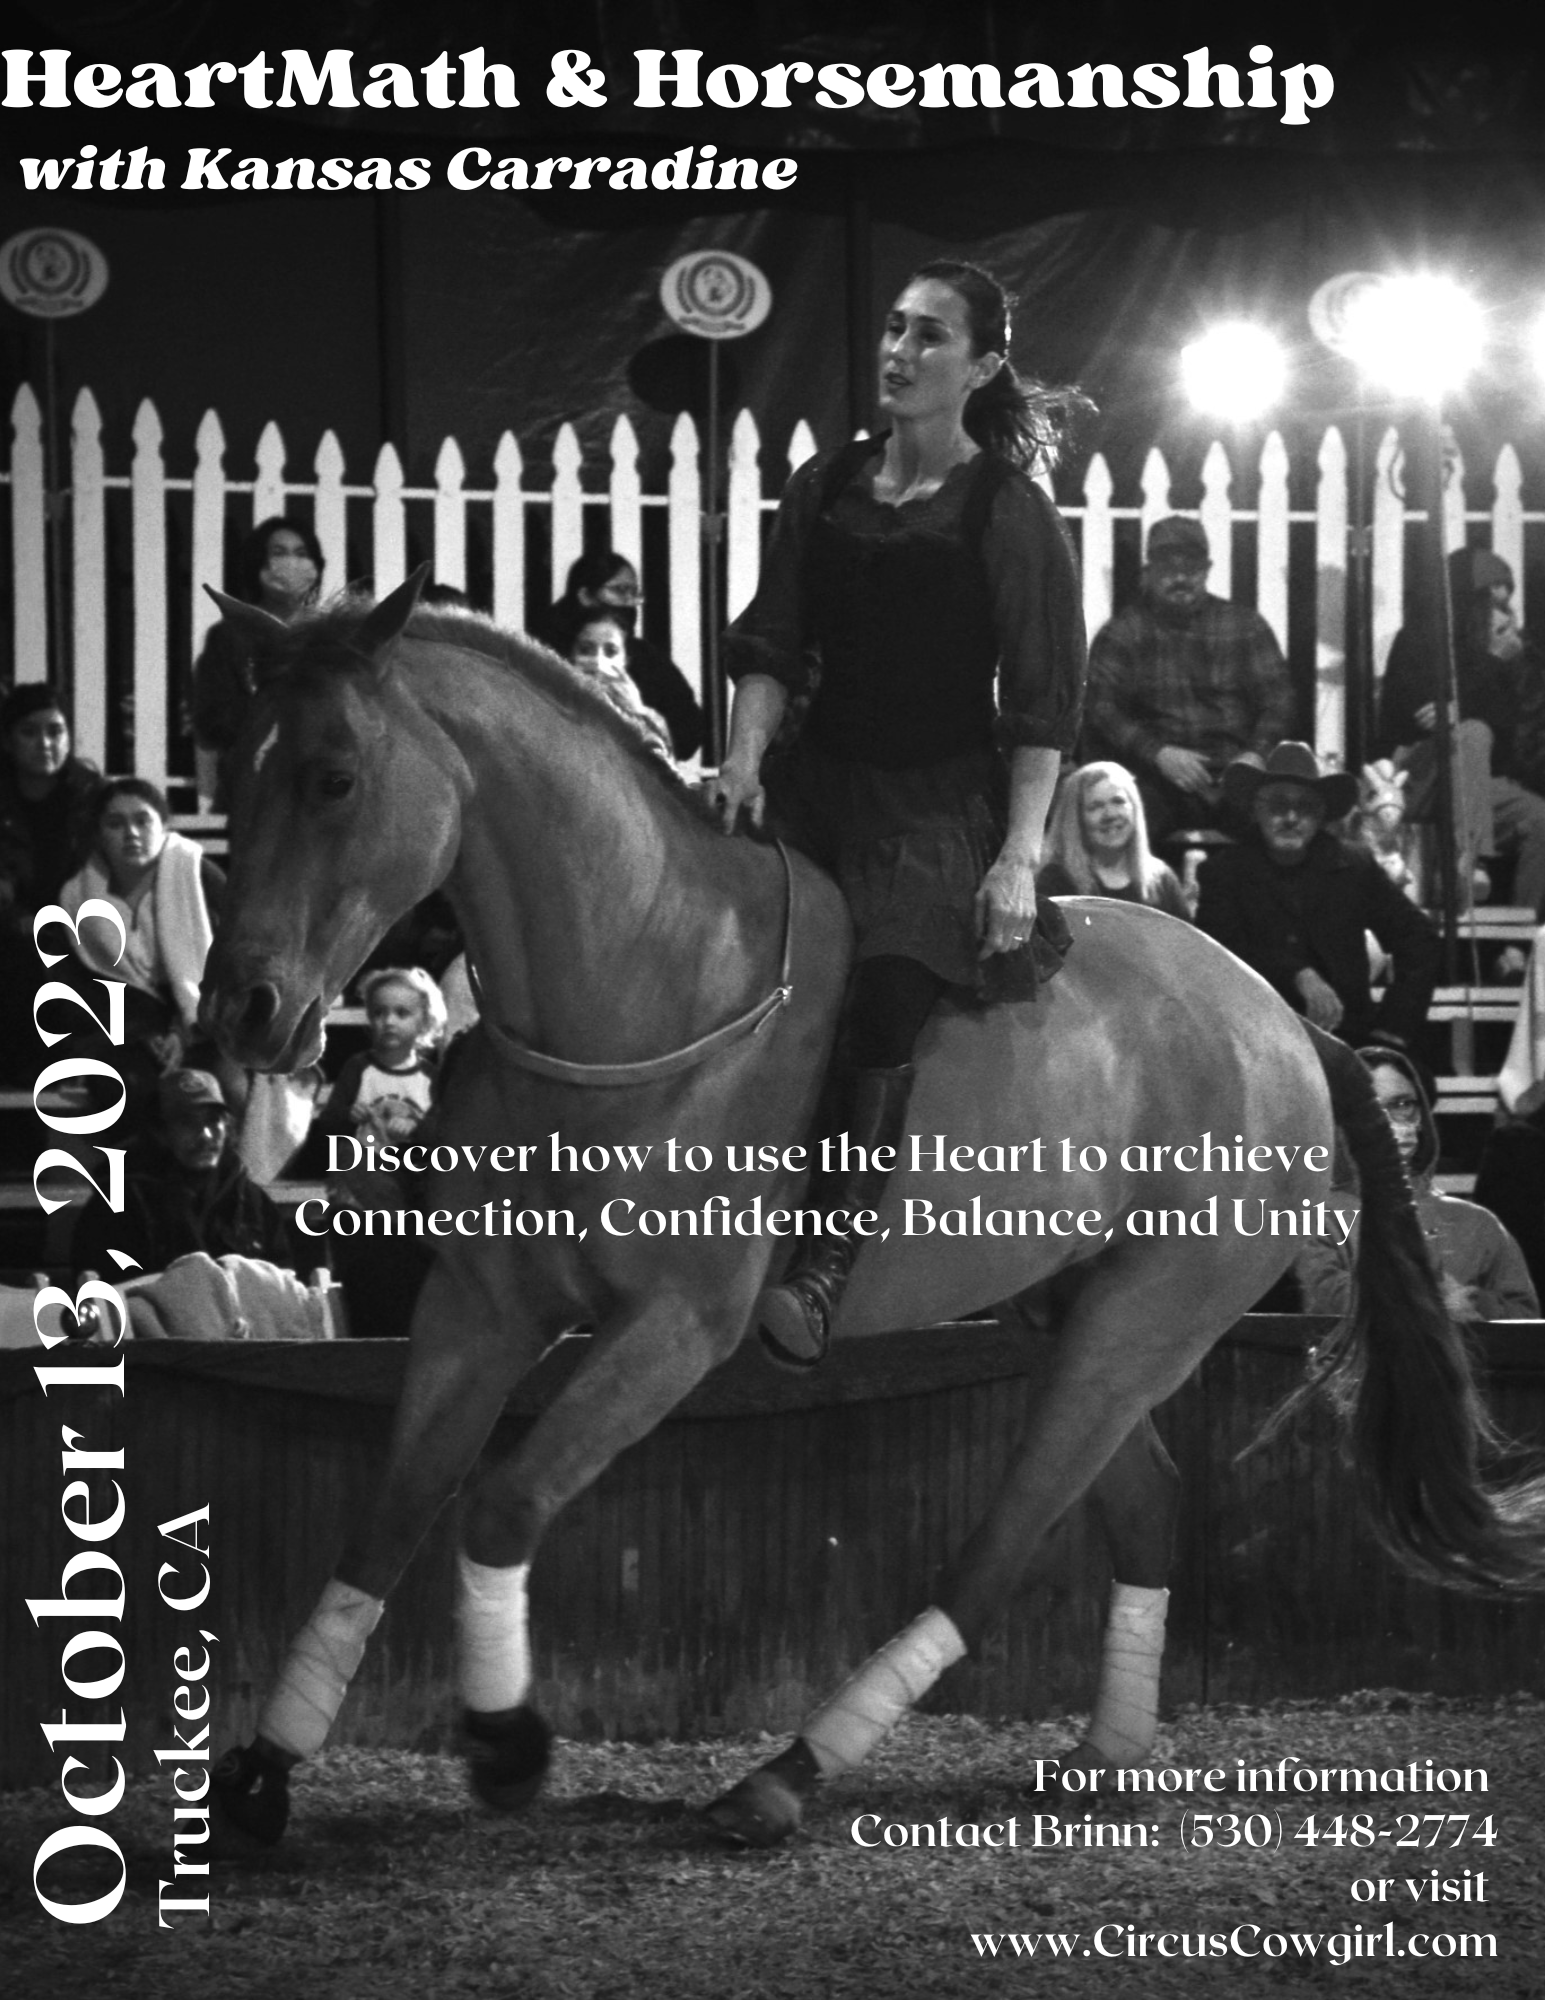 HeartMath & Horsemanship
with Kansas Carradine
October 13, 2023
Truckee, CA
Discover how to use the Heart to archieve
Connection, Confidence, Balance, and Unity
For more information
Contact Brinn: (530) 448-2774
or visit
www.CircusCowgirl.com